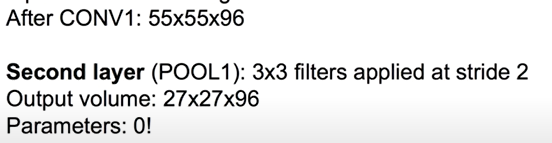 After CONV1: 55x55x96
Second layer (POOL1): 3x3 filters applied at stride 2
Output volume: 27x27x96
Parameters: 0!